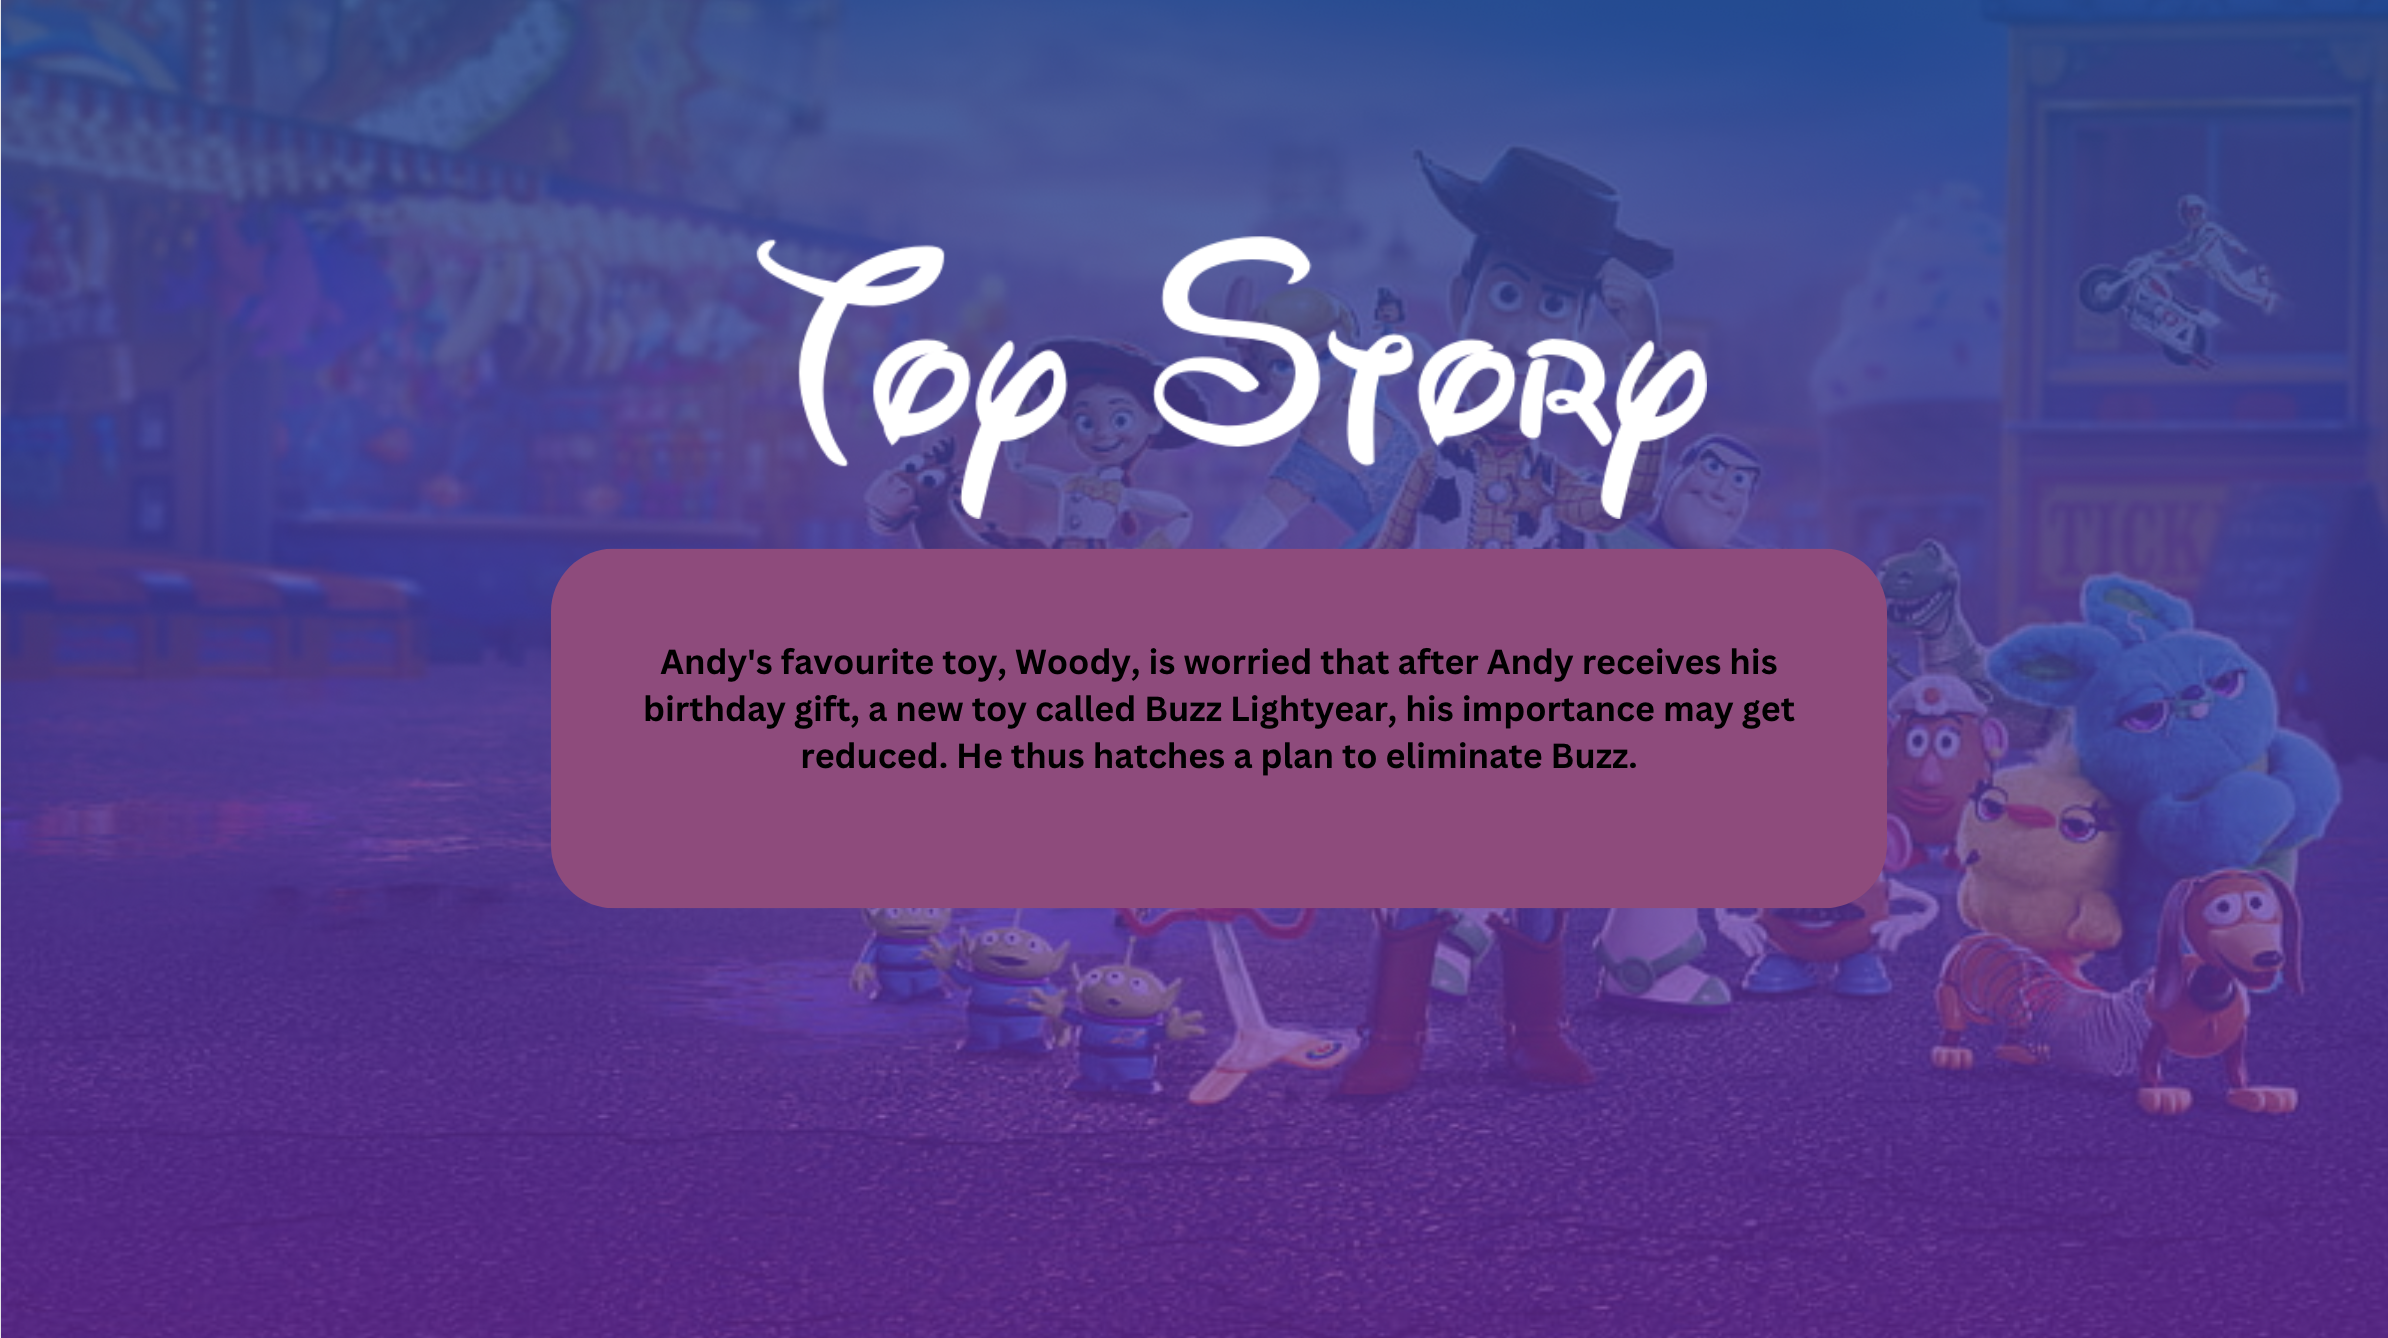 Toy Story
Andy's favourite toy, Woody, is worried that after Andy receives his
birthday gift, a new toy called Buzz Lightyear, his importance may get
reduced. He thus hatches a plan to eliminate Buzz.
TICK